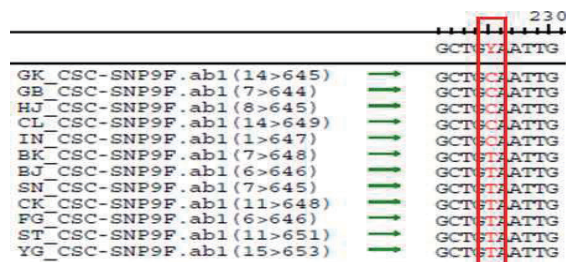 230
GCTGYAATTG
GK_CSC-SNP9F.ab1(14>645) GCTGCAATTG
GB_CSC-SNP9F.ab1(7>644) GCTGCAATTG
HJ_CSC-SNP9F.ab1(8>645) GCTGCAATTG
CL_CSC-SNP9F.ab1(14>649) GCTGCAATTG
IN_CSC-SNP9F.ab1(1>647) GCTGCAATTG
BK_CSC-SNP9F.ab1(7>648) GCTGTAATTG
BJ_CSC-SNP9F.ab1(6>646) GCTGTAATTG
SN_CSC-SNP9F.ab1(7>645) GCTGTAATTG
CK_CSC-SNP9F.ab1(11>648) GCTGTAATTG
FG_CSC-SNP9F.ab1(6>646) GCTGTAATTG
ST_CSC-SNP9F.ab1(11>651) GCTGTAATTG
YG_CSC-SNP9F.ab1(15>653) GCTGTAATTG